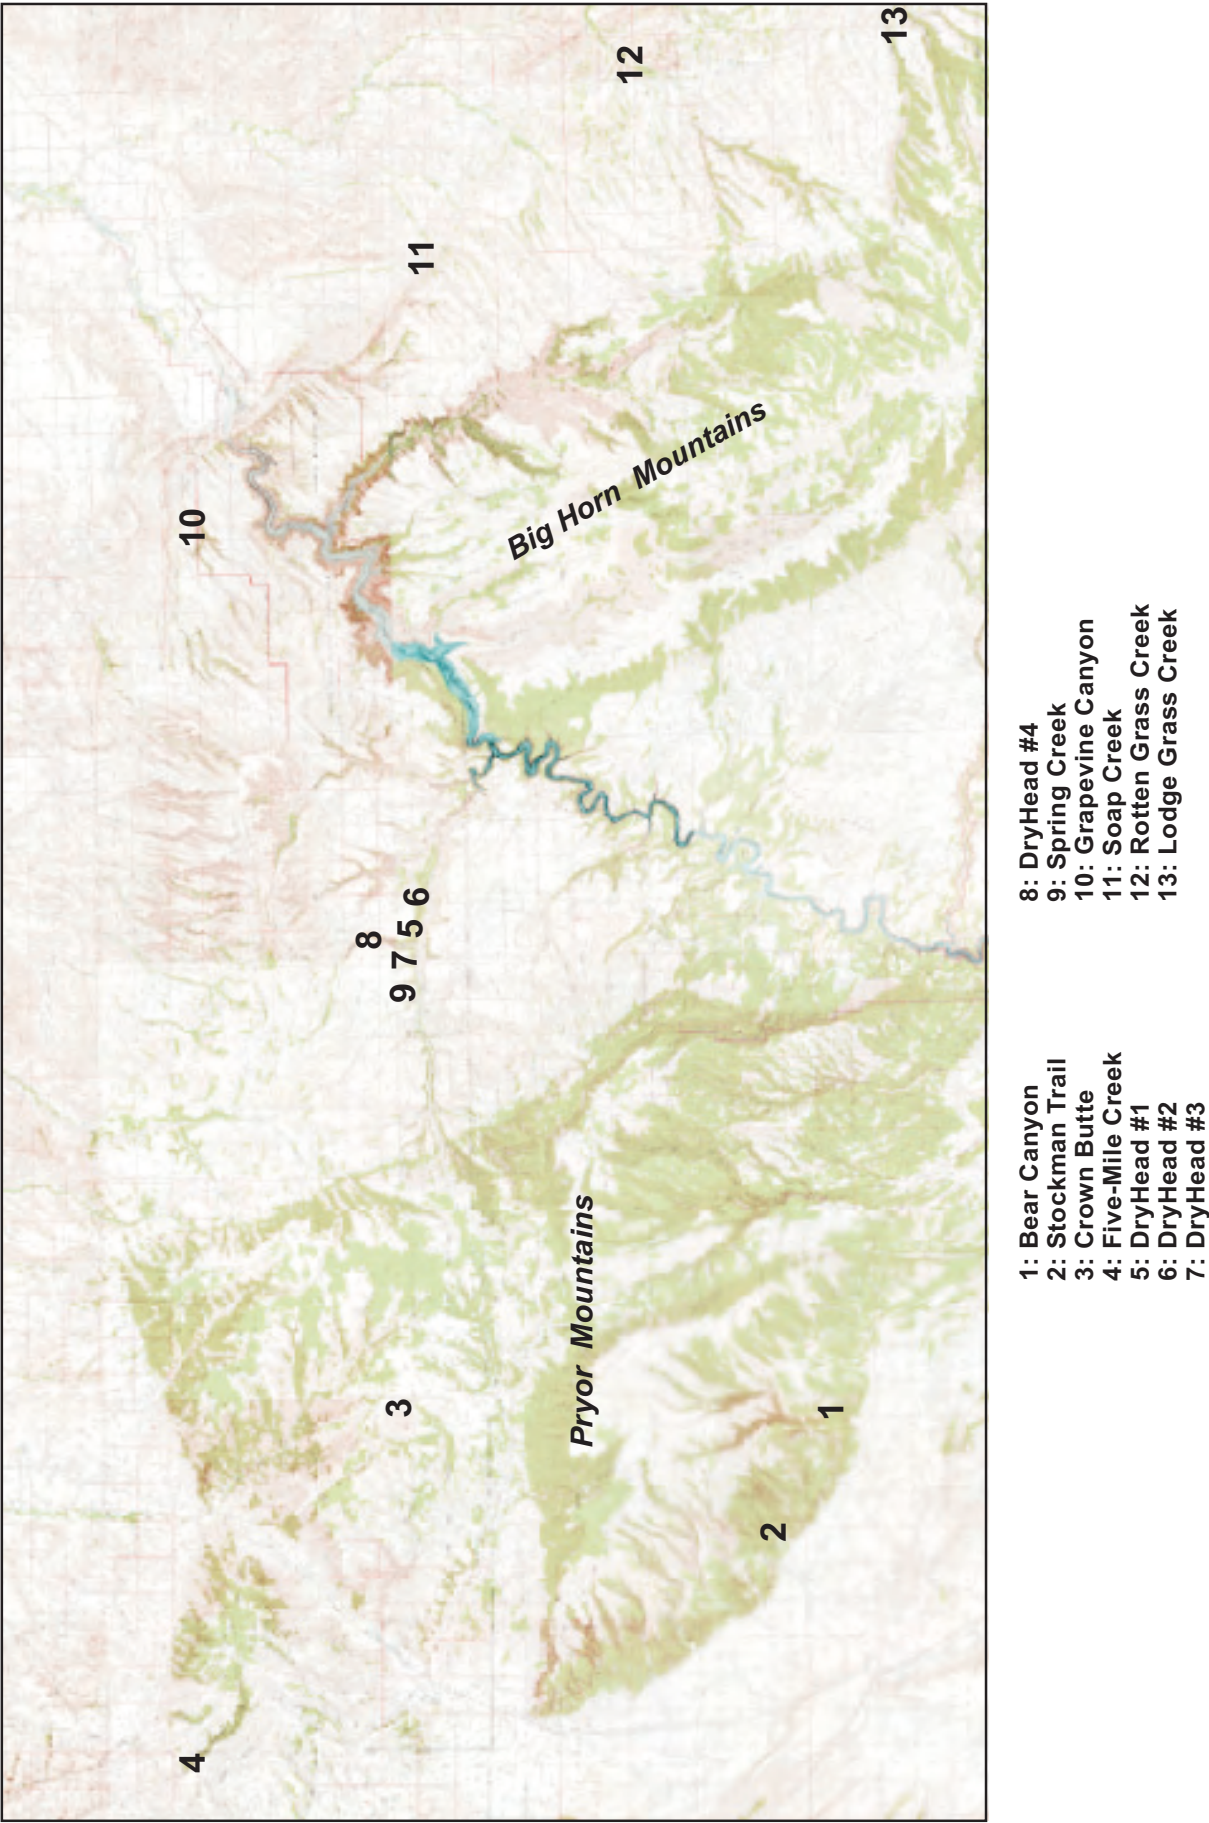 13
12
11
10
Big Horn Mountains
8
9 7 5 6
Pryor Mountains
3
1
2
4
1: Bear Canyon
2: Stockman Trail
3: Crown Butte
4: Five-Mile Creek
5: DryHead #1
6: DryHead #2
7: DryHead #3
8: DryHead #4
9: Spring Creek
10: Grapevine Canyon
11: Soap Creek
12: Rotten Grass Creek
13: Lodge Grass Creek